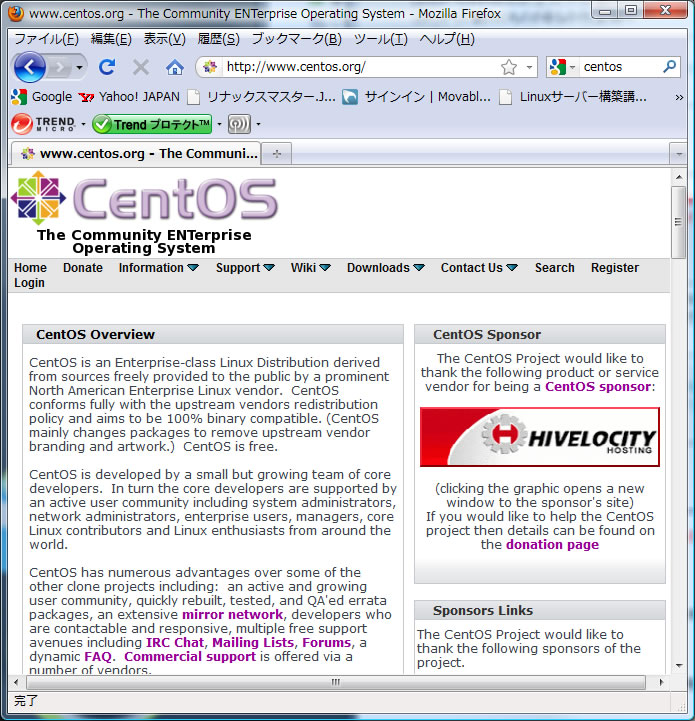 www.centos.org - The Community ENTerprise Operating System - Mozilla Firefox
ファイル(F) 編集(E) 表示(V) 履歴(S) ブックマーク(B) ツール(T) ヘルプ(H)
http://www.centos.org/ centos
Google Yahoo! JAPAN リナックスマスター.J... サインイン | Movabl... Linuxサーバー構築講... »
TREND MICRO Trend プロテクト™
www.centos.org - The Communi...
CentOS
The Community ENTerprise
Operating System
Home Donate Information Support Wiki Downloads Contact Us Search Register
Login
CentOS Overview
CentOS is an Enterprise-class Linux Distribution derived
from sources freely provided to the public by a prominent
North American Enterprise Linux vendor. CentOS
conforms fully with the upstream vendors redistribution
policy and aims to be 100% binary compatible. (CentOS
mainly changes packages to remove upstream vendor
branding and artwork.) CentOS is free.
CentOS is developed by a small but growing team of core
developers. In turn the core developers are supported by
an active user community including system administrators,
network administrators, enterprise users, managers, core
Linux contributors and Linux enthusiasts from around the
world.
CentOS has numerous advantages over some of the
other clone projects including: an active and growing
user community, quickly rebuilt, tested, and QA'ed errata
packages, an extensive mirror network, developers who
are contactable and responsive, multiple free support
avenues including IRC Chat, Mailing Lists, Forums, a
dynamic FAQ. Commercial support is offered via a
number of vendors.
CentOS Sponsor
The CentOS Project would like to
thank the following product or service
vendor for being a CentOS sponsor:
HIVELOCITY
HOSTING
(clicking the graphic opens a new
window to the sponsor's site)
If you would like to help the CentOS
project then details can be found on
the donation page
Sponsors Links
The CentOS Project would like to
thank the following sponsors of the
project.
完了